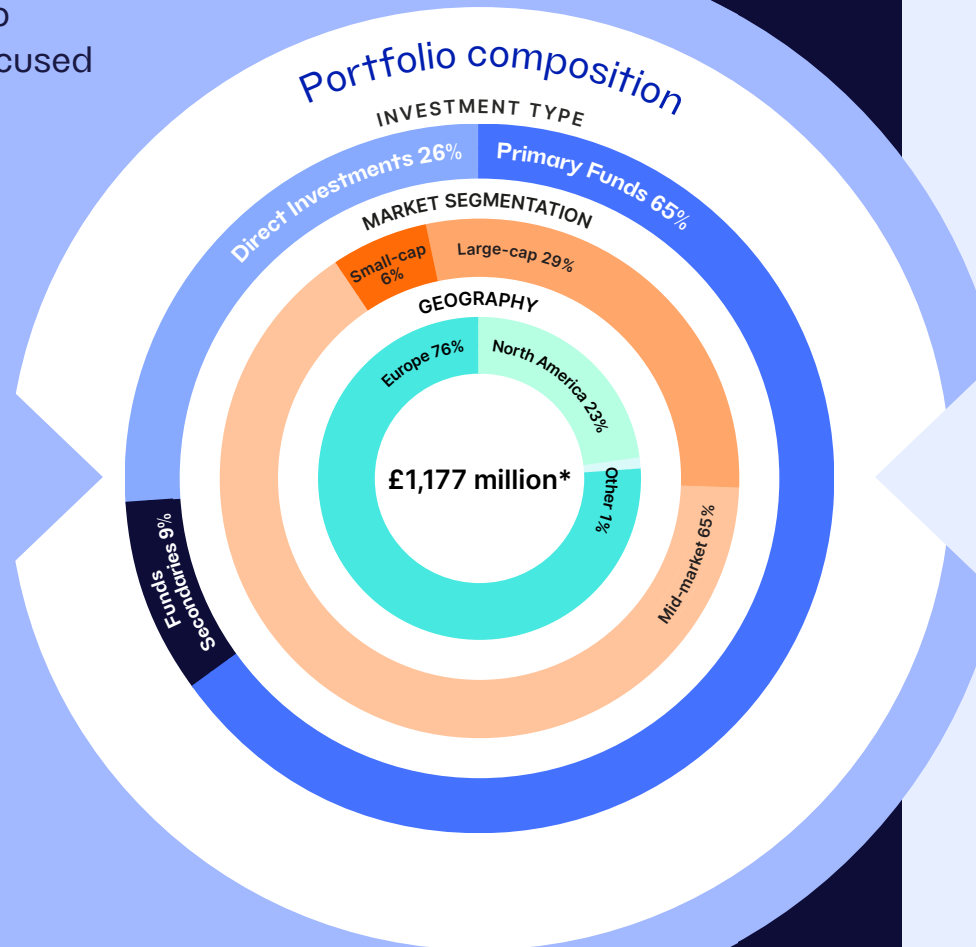 cused
Portfolio composition
INVESTMENT TYPE
Direct Investments 26%
Primary Funds 65%
Funds
Secondaries 9%
MARKET SEGMENTATION
Small-cap
6%
Large-cap 29%
Mid-market 65%
GEOGRAPHY
Europe 76%
North America 23%
Other 1%
£1,177 million*